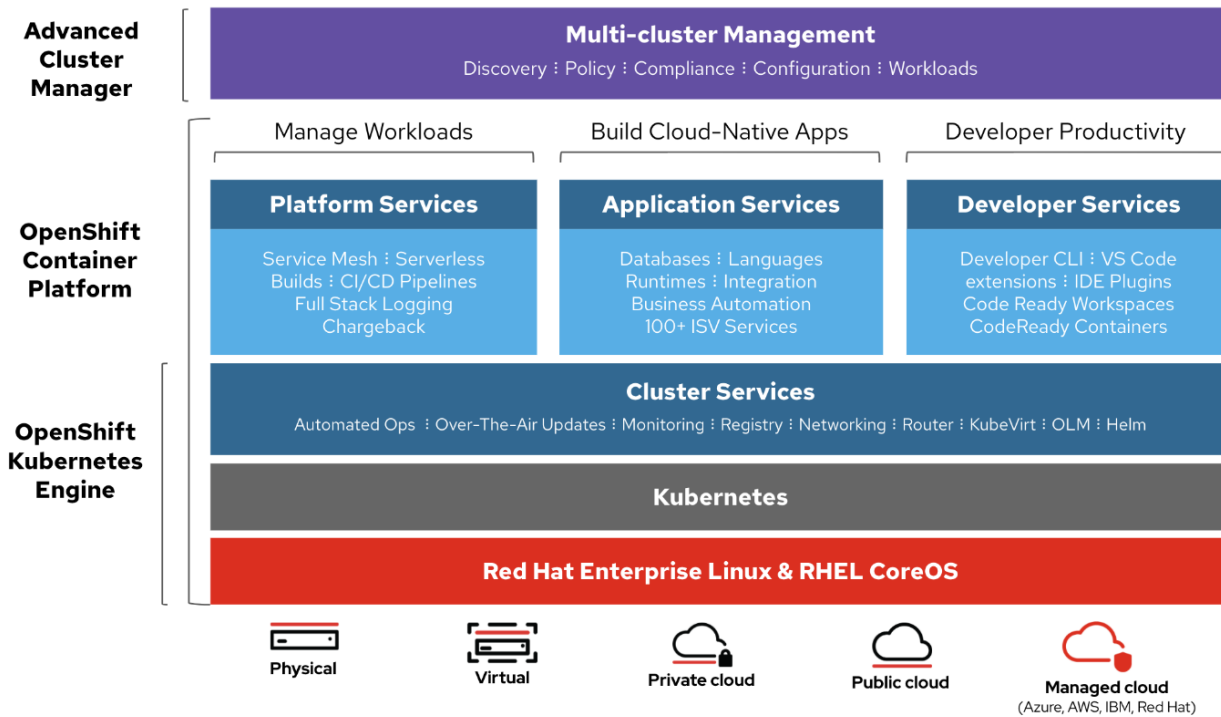 Advanced
Cluster
Manager
Multi-cluster Management
Discovery ⋮ Policy ⋮ Compliance ⋮ Configuration ⋮ Workloads
Manage Workloads
Build Cloud-Native Apps
Developer Productivity
OpenShift
Container
Platform
Platform Services
Service Mesh ⋮ Serverless
Builds ⋮ CI/CD Pipelines
Full Stack Logging
Chargeback
Application Services
Databases ⋮ Languages
Runtimes ⋮ Integration
Business Automation
100+ ISV Services
Developer Services
Developer CLI ⋮ VS Code
extensions ⋮ IDE Plugins
Code Ready Workspaces
CodeReady Containers
OpenShift
Kubernetes
Engine
Cluster Services
Automated Ops ⋮ Over-The-Air Updates ⋮ Monitoring ⋮ Registry ⋮ Networking ⋮ Router ⋮ KubeVirt ⋮ OLM ⋮ Helm
Kubernetes
Red Hat Enterprise Linux & RHEL CoreOS
Physical
Virtual
Private cloud
Public cloud
Managed cloud
(Azure, AWS, IBM, Red Hat)